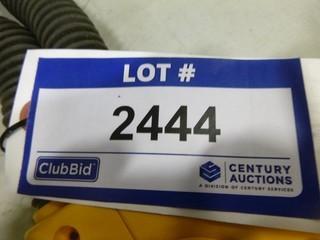 LOT #
2444
ClubBid
CENTURY
AUCTIONS
A DIVISION OF CENTURY SERVICES